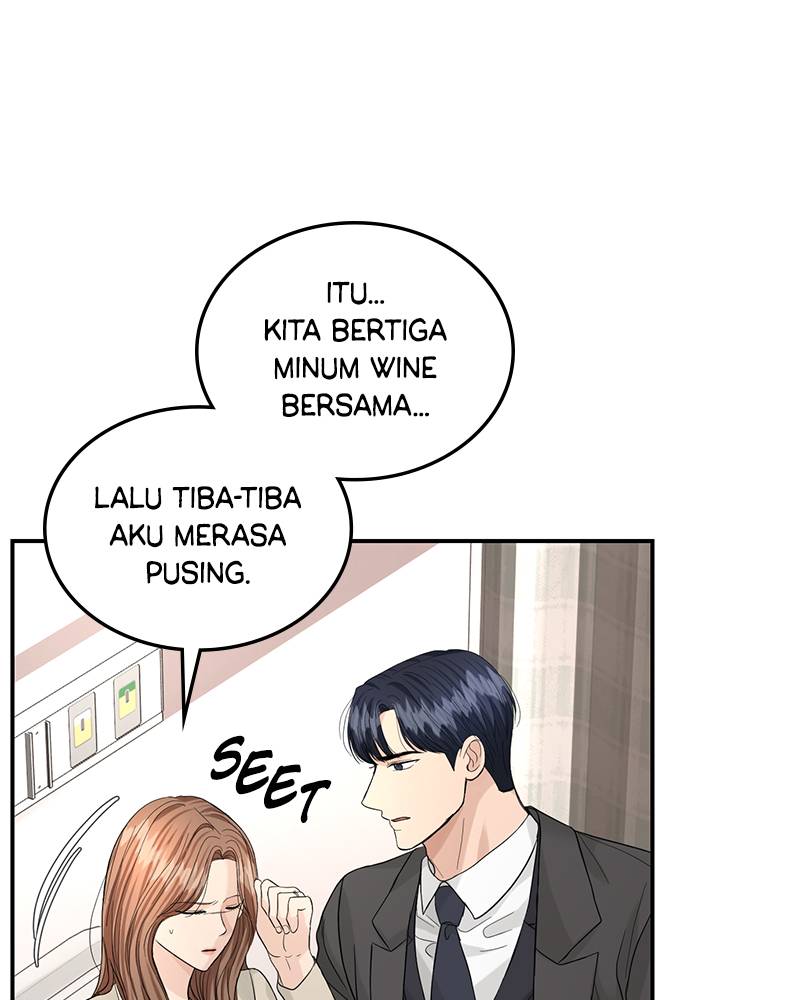 ITU...
KITA BERTIGA
MINUM WINE
BERSAMA...
LALU TIBA-TIBA
AKU MERASA
PUSING.
SEET